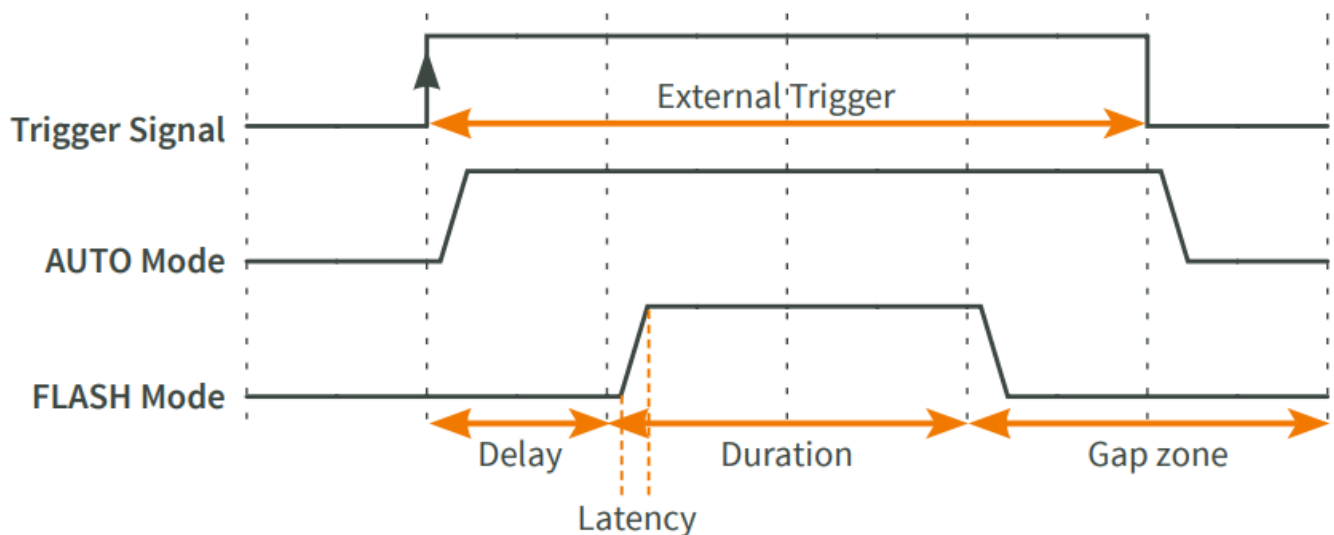 External Trigger
Trigger Signal
AUTO Mode
FLASH Mode
Delay
Duration
Gap zone
Latency